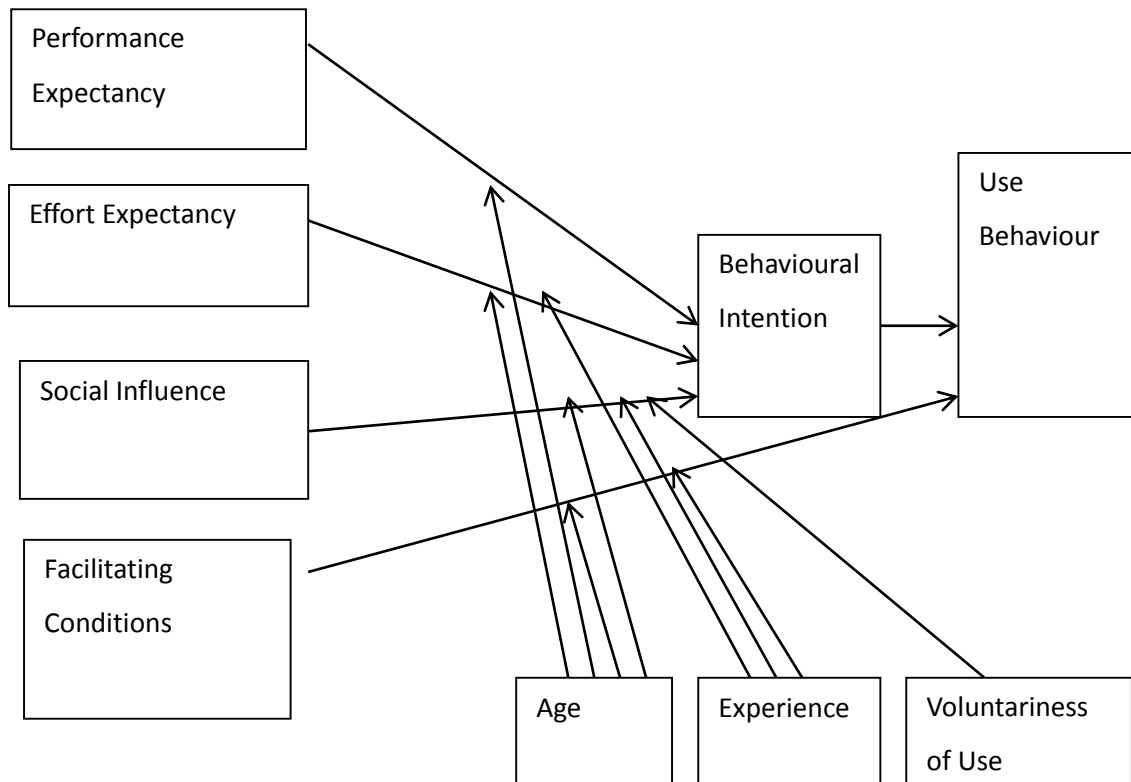 Performance
Expectancy
Effort Expectancy
Social Influence
Facilitating
Conditions
Behavioural
Intention
Use
Behaviour
Age
Experience
Voluntariness
of Use